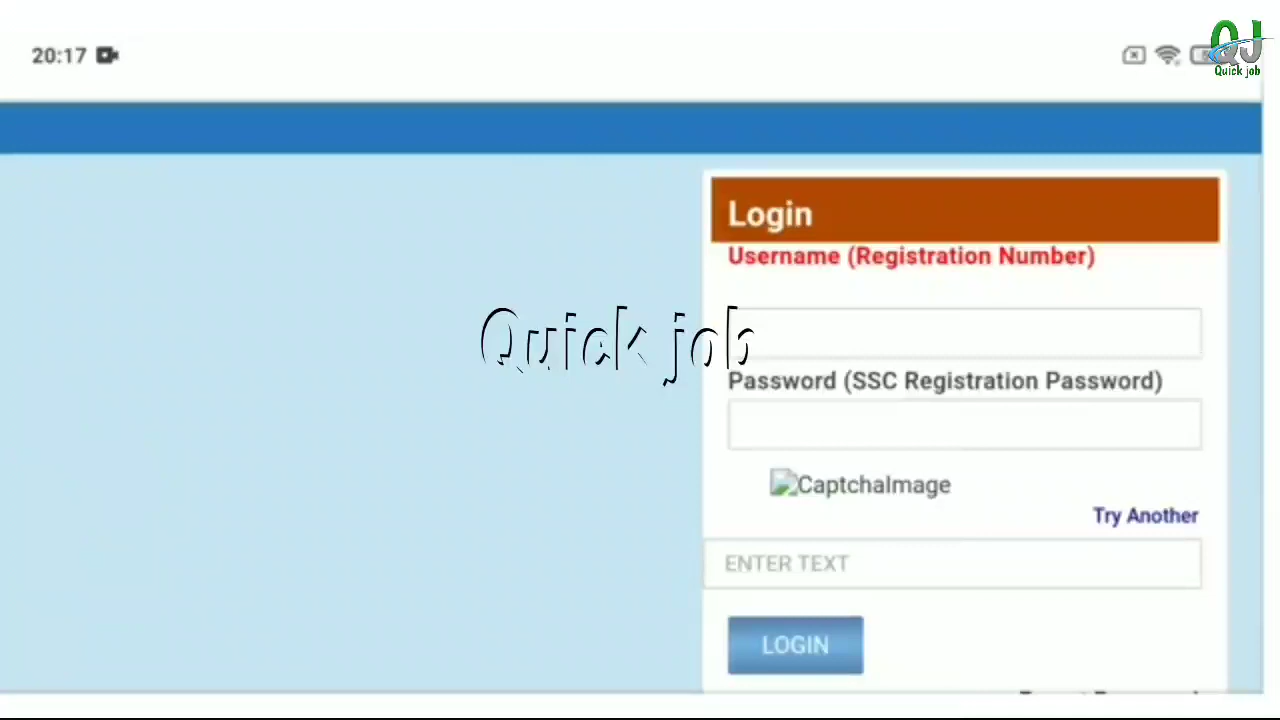 20:17
QJ
Quick job
Login
Username (Registration Number)
Quick job
Password (SSC Registration Password)
CaptchaImage
Try Another
ENTER TEXT
LOGIN